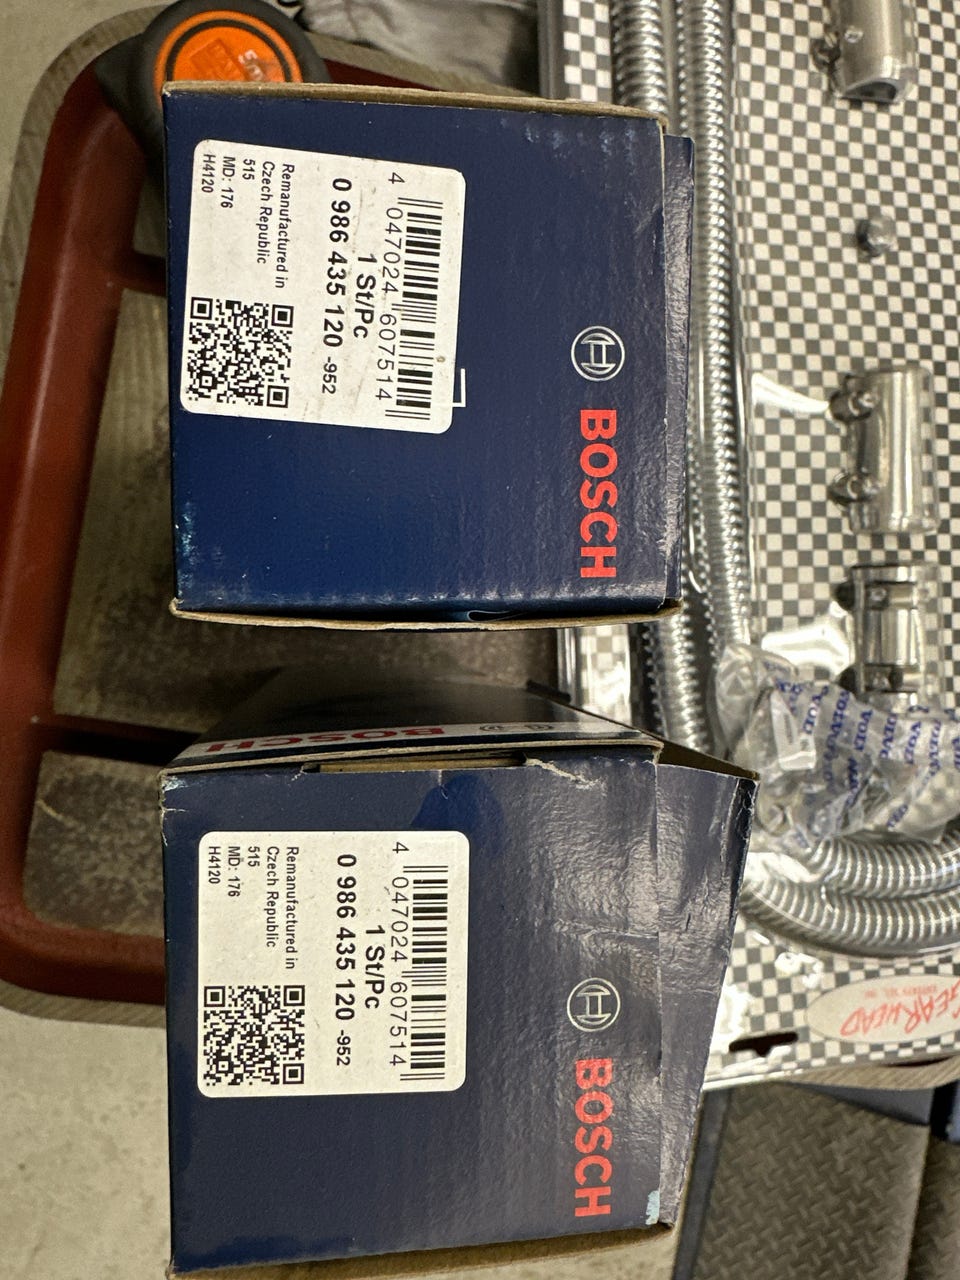 4 047024 607514
1 St/Pc
0 986 435 120 -952
Remanufactured in
Czech Republic
515
MD: 176
H4120
BOSCH
BOSCH
4 047024 607514
1 St/Pc
0 986 435 120 -952
Remanufactured in
Czech Republic
515
MD: 176
H4120
BOSCH
GEARHEAD